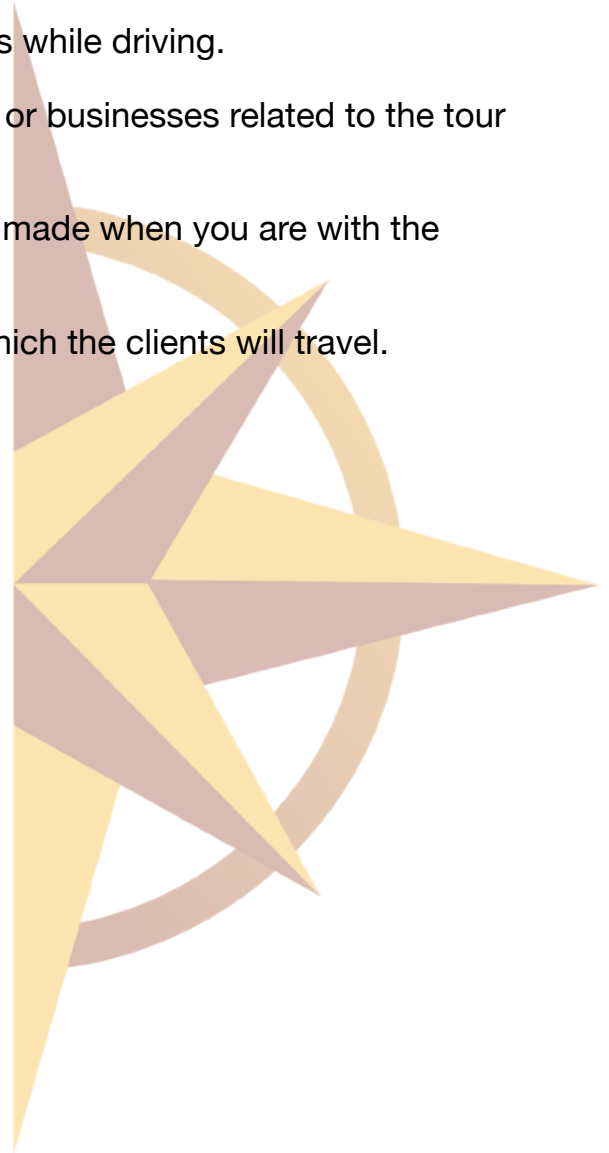 s while driving.
or businesses related to the tour
made when you are with the
hich the clients will travel.